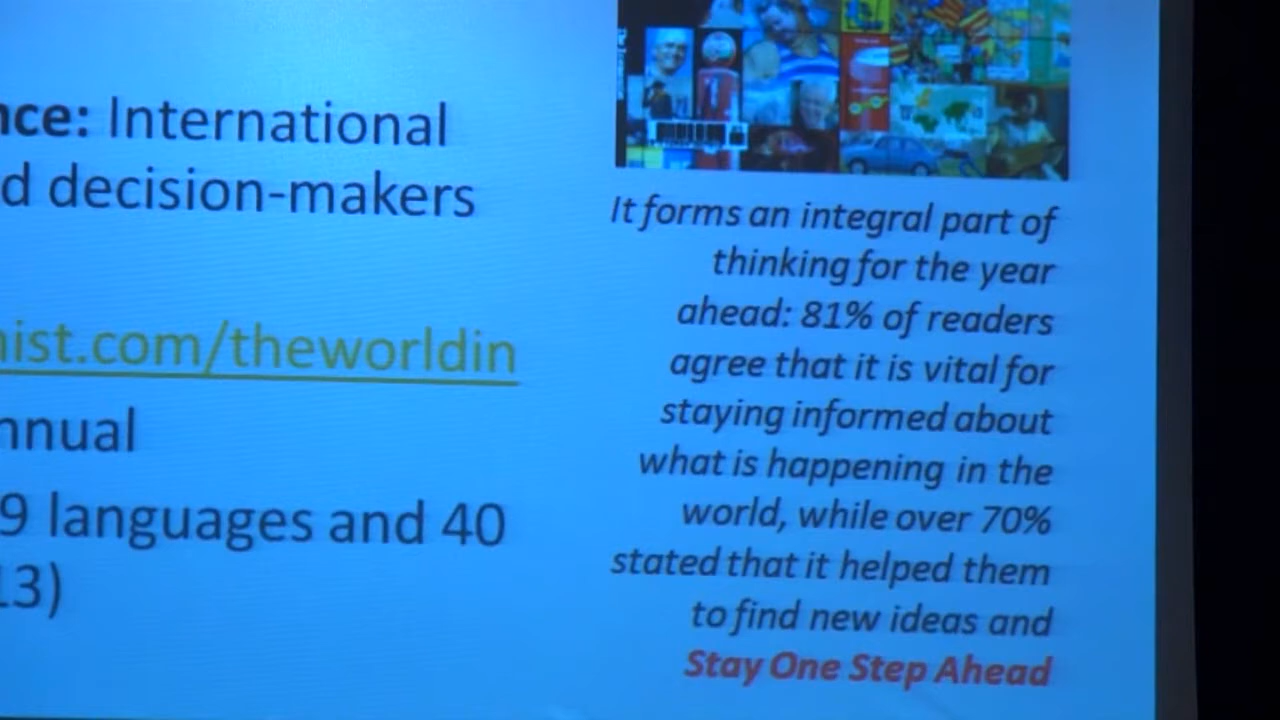 nce: International
d decision-makers
nist.com/theworldin
nnual
9 languages and 40
13)
It forms an integral part of
thinking for the year
ahead: 81% of readers
agree that it is vital for
staying informed about
what is happening in the
world, while over 70%
stated that it helped them
to find new ideas and
Stay One Step Ahead